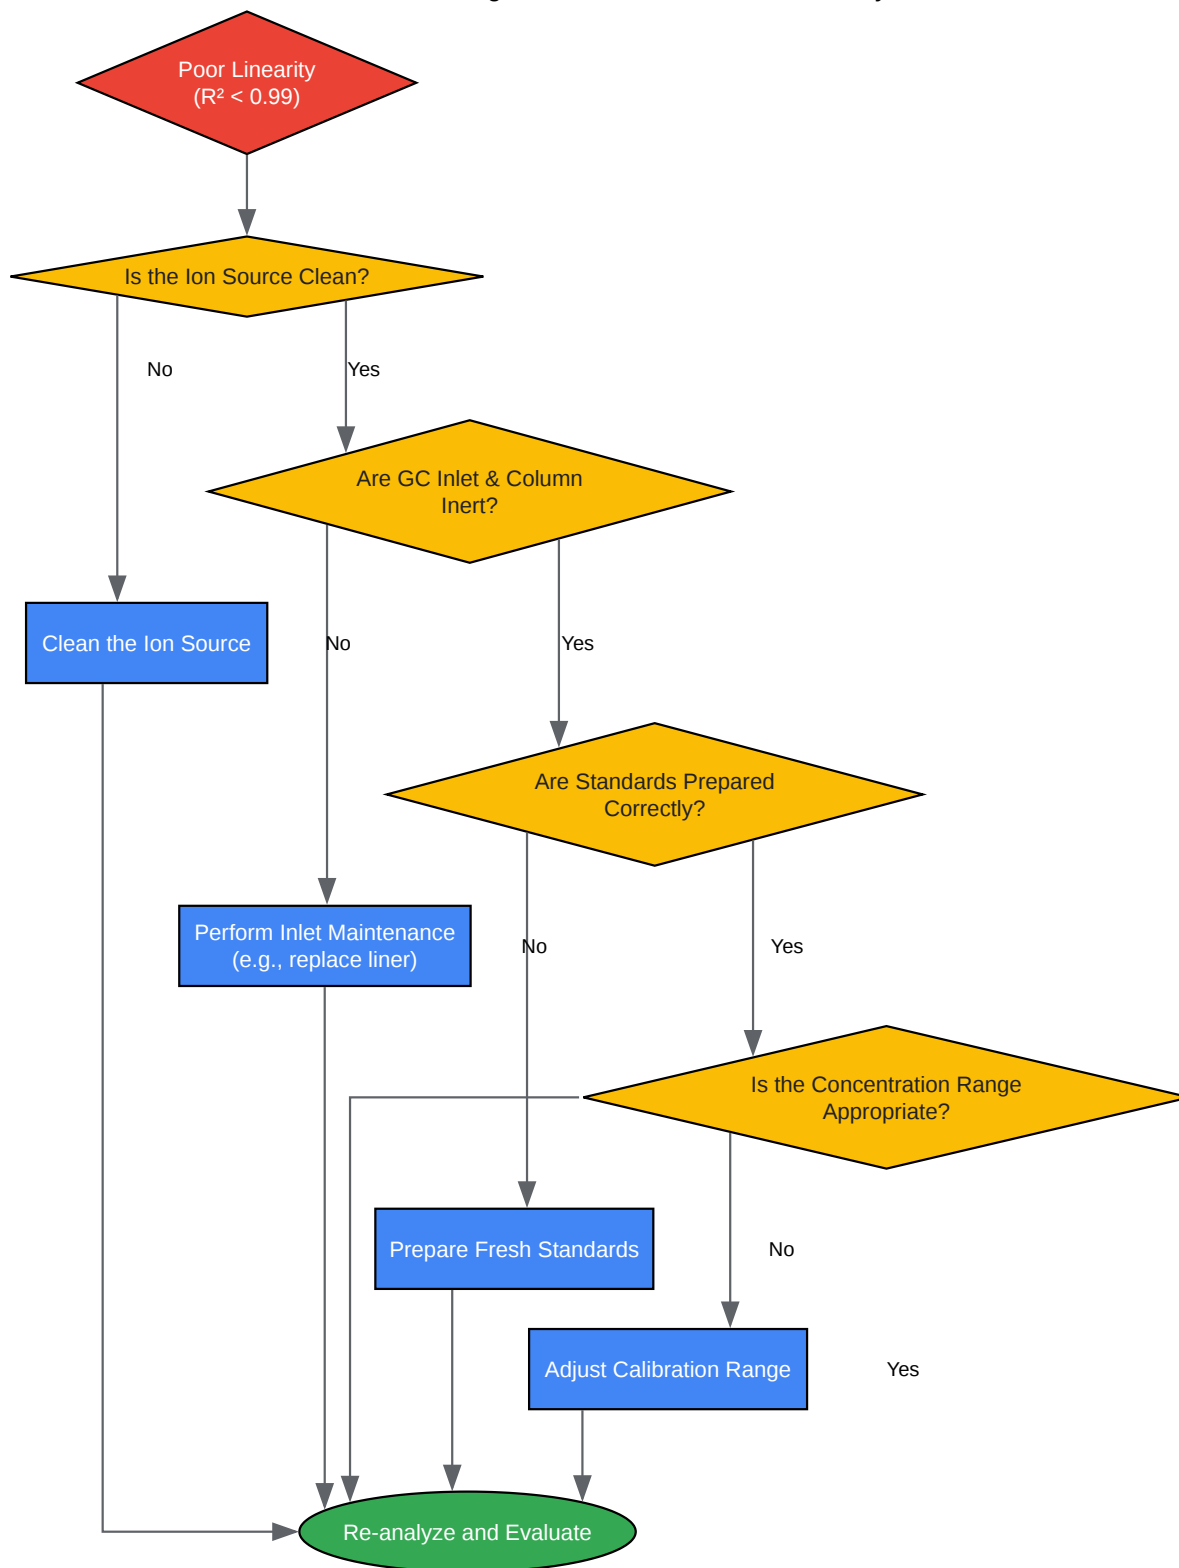 Poor Linearity
(R² < 0.99)
Is the Ion Source Clean?
No
Yes
Are GC Inlet & Column
Inert?
Clean the Ion Source
No
Yes
Are Standards Prepared
Correctly?
Perform Inlet Maintenance
(e.g., replace liner)
No
Yes
Is the Concentration Range
Appropriate?
Prepare Fresh Standards
No
Adjust Calibration Range
Yes
Re-analyze and Evaluate